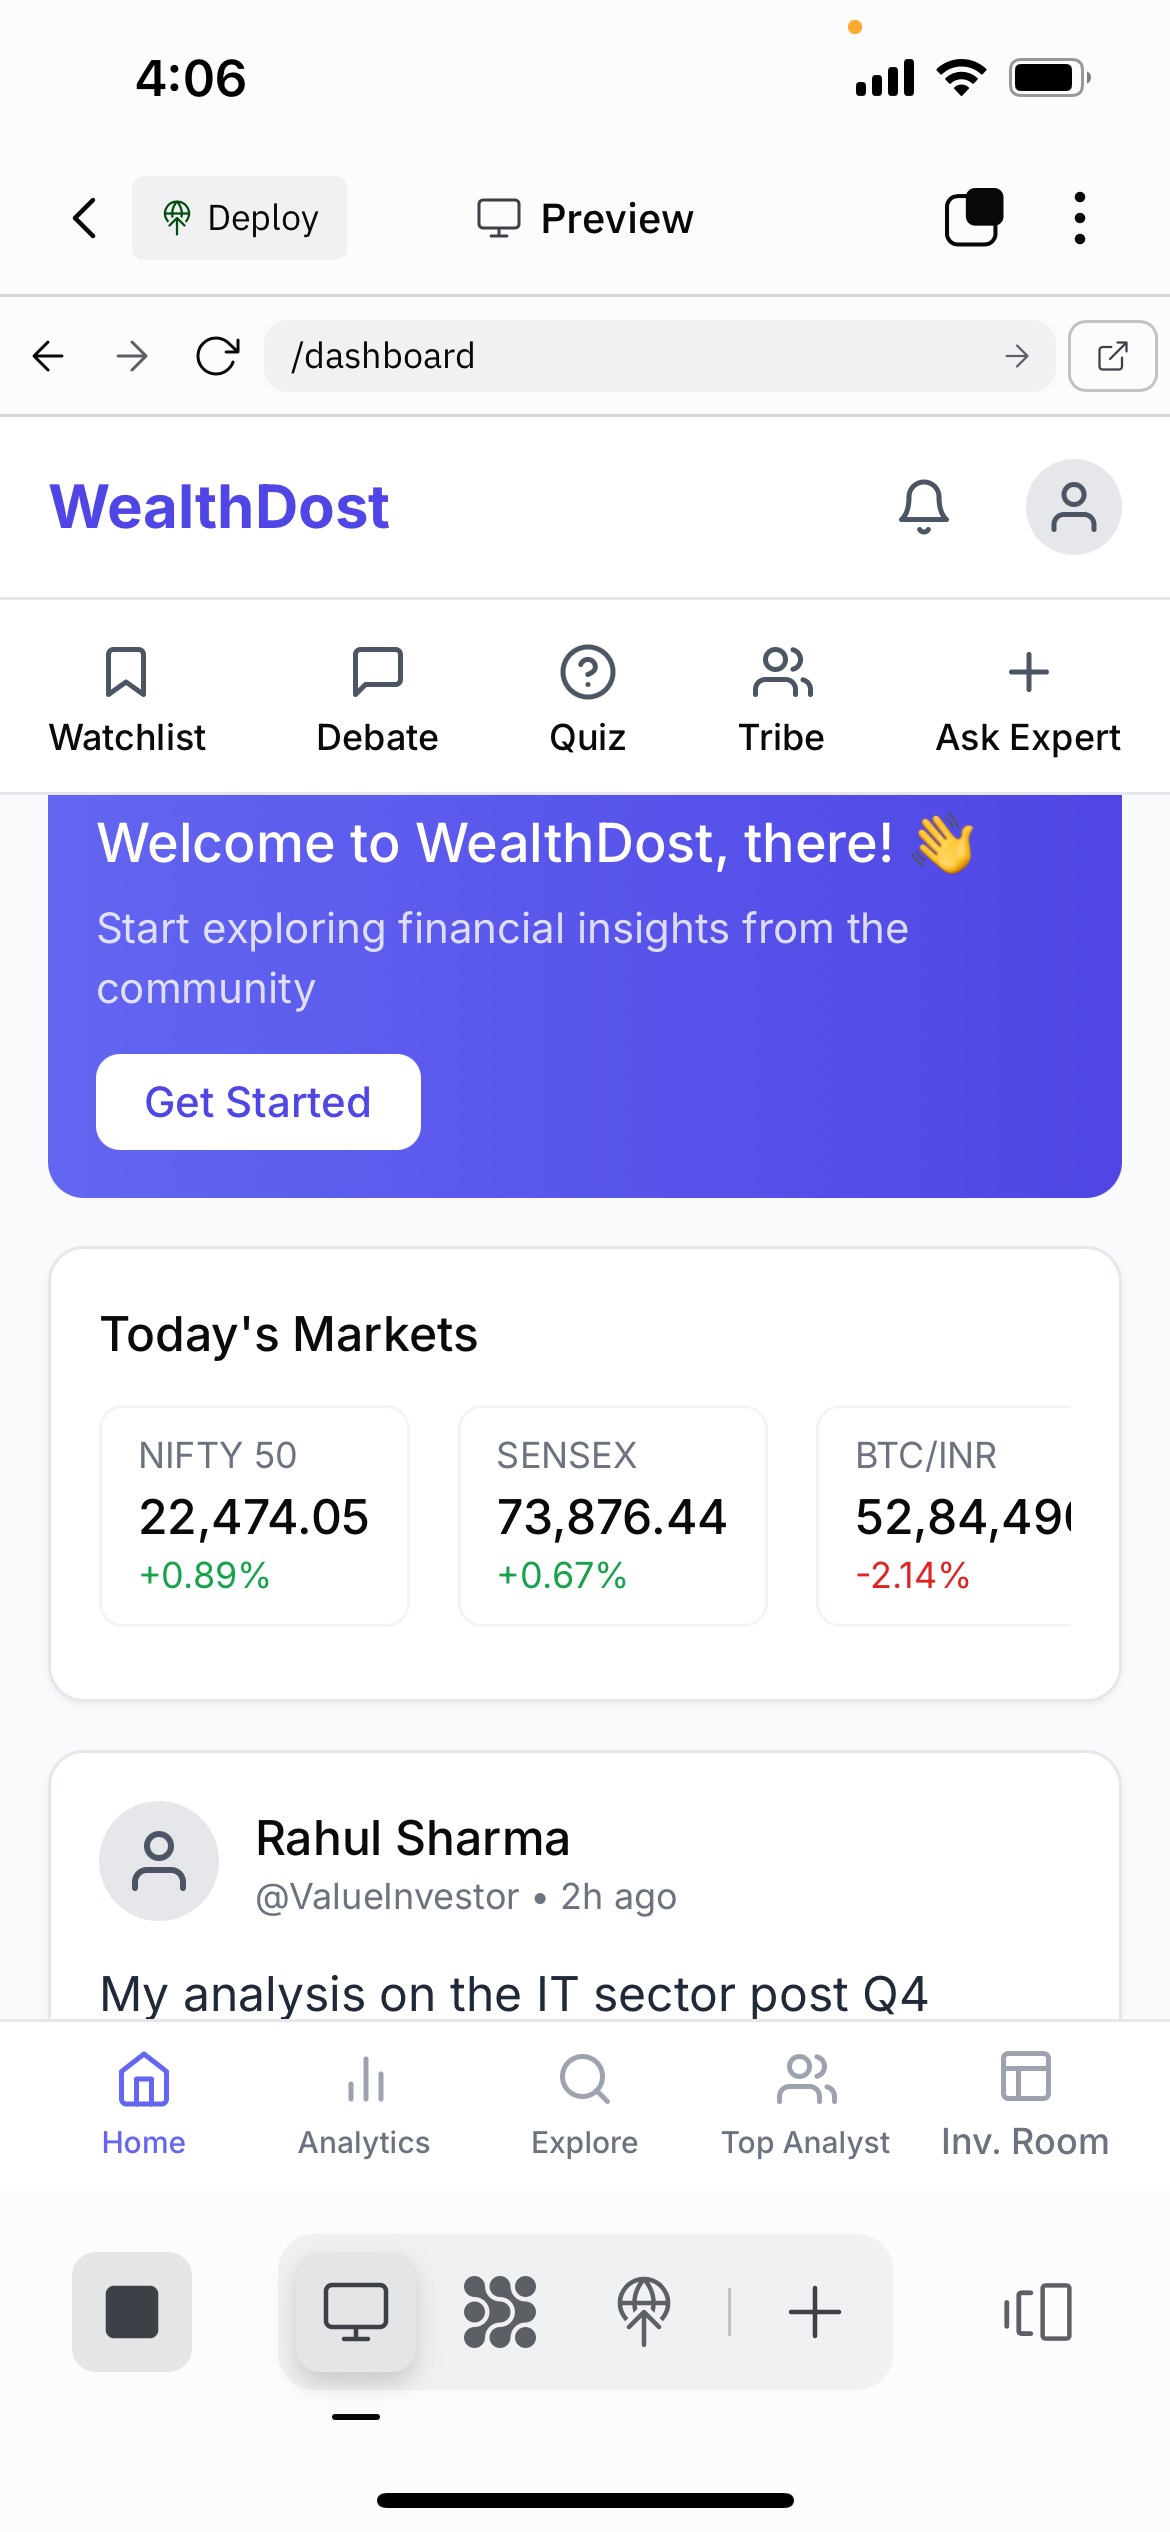 4:06
Deploy
Preview
/dashboard
WealthDost
Watchlist
Debate
Quiz
Tribe
Ask Expert
Welcome to WealthDost, there! 👋
Start exploring financial insights from the
community
Get Started
Today's Markets
NIFTY 50
22,474.05
+0.89%
SENSEX
73,876.44
+0.67%
BTC/INR
52,84,49
-2.14%
Rahul Sharma
@ValueInvestor • 2h ago
My analysis on the IT sector post Q4
Home
Analytics
Explore
Top Analyst
Inv. Room